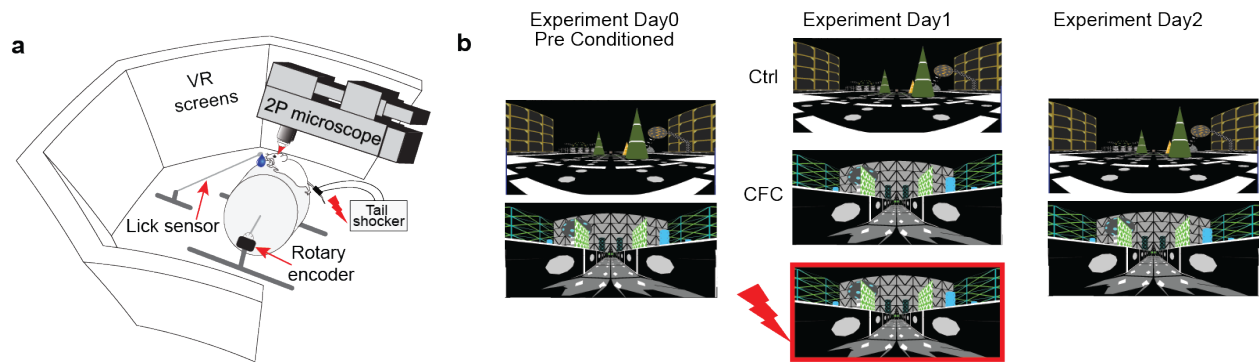 a
VR
screens
2P microscope
Lick sensor
Rotary
encoder
Tail
shocker
b
Experiment Day0
Pre Conditioned
Experiment Day1
Experiment Day2
Ctrl
CFC